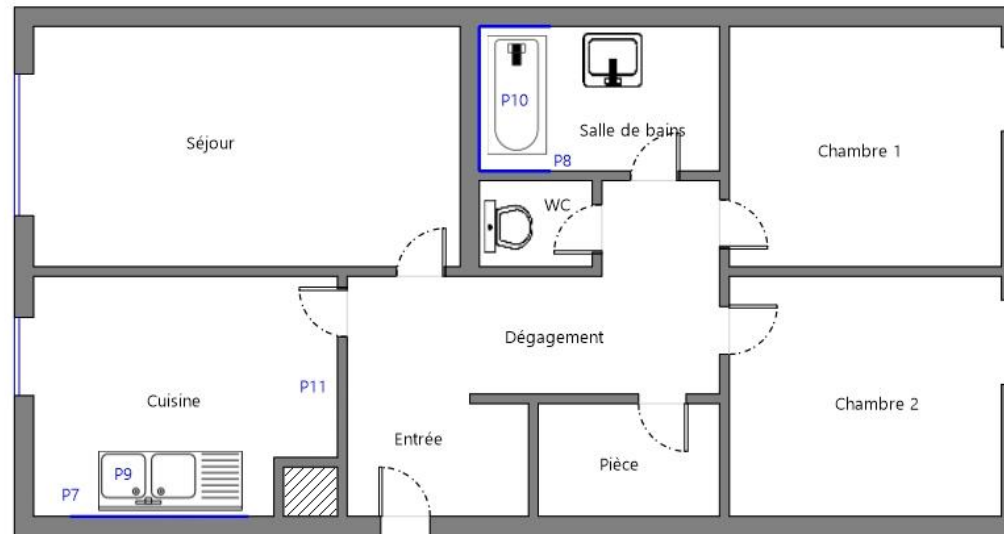 P10
Salle de bains
Séjour
Chambre 1
P8
WC
Dégagement
P11
Cuisine
Chambre 2
Entrée
Pièce
P9
P7